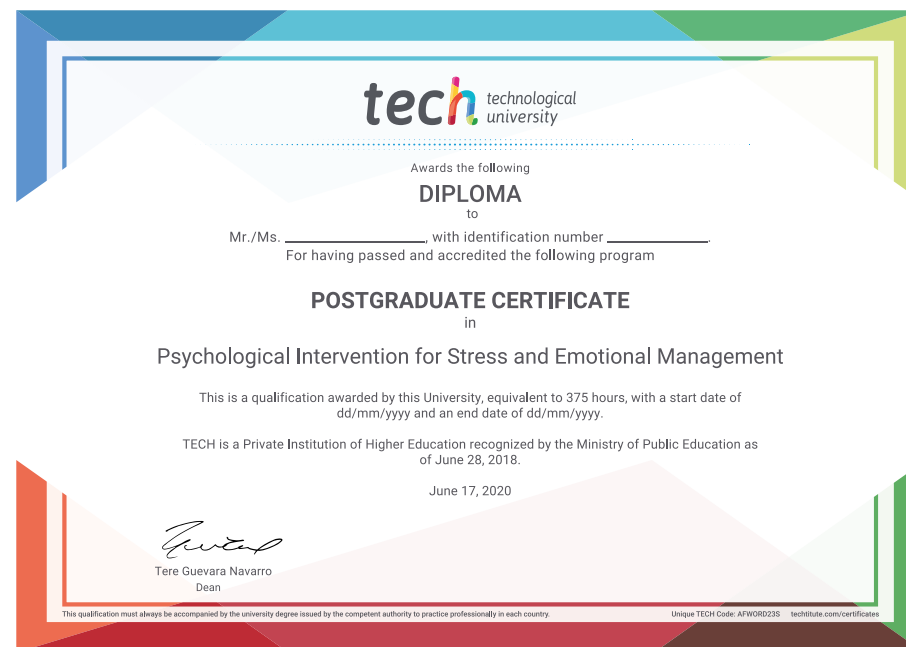 tech technological
university
Awards the following
DIPLOMA
to
Mr./Ms. ____________________, with identification number ______________.
For having passed and accredited the following program
POSTGRADUATE CERTIFICATE
in
Psychological Intervention for Stress and Emotional Management
This is a qualification awarded by this University, equivalent to 375 hours, with a start date of
dd/mm/yyyy and an end date of dd/mm/yyyy.
TECH is a Private Institution of Higher Education recognized by the Ministry of Public Education as
of June 28, 2018.
June 17, 2020
Tere Guevara Navarro
Dean
This qualification must always be accompanied by the university degree issued by the competent authority to practice professionally in each country. Unique TECH Code: AFWORD23S techtitute.com/certificates